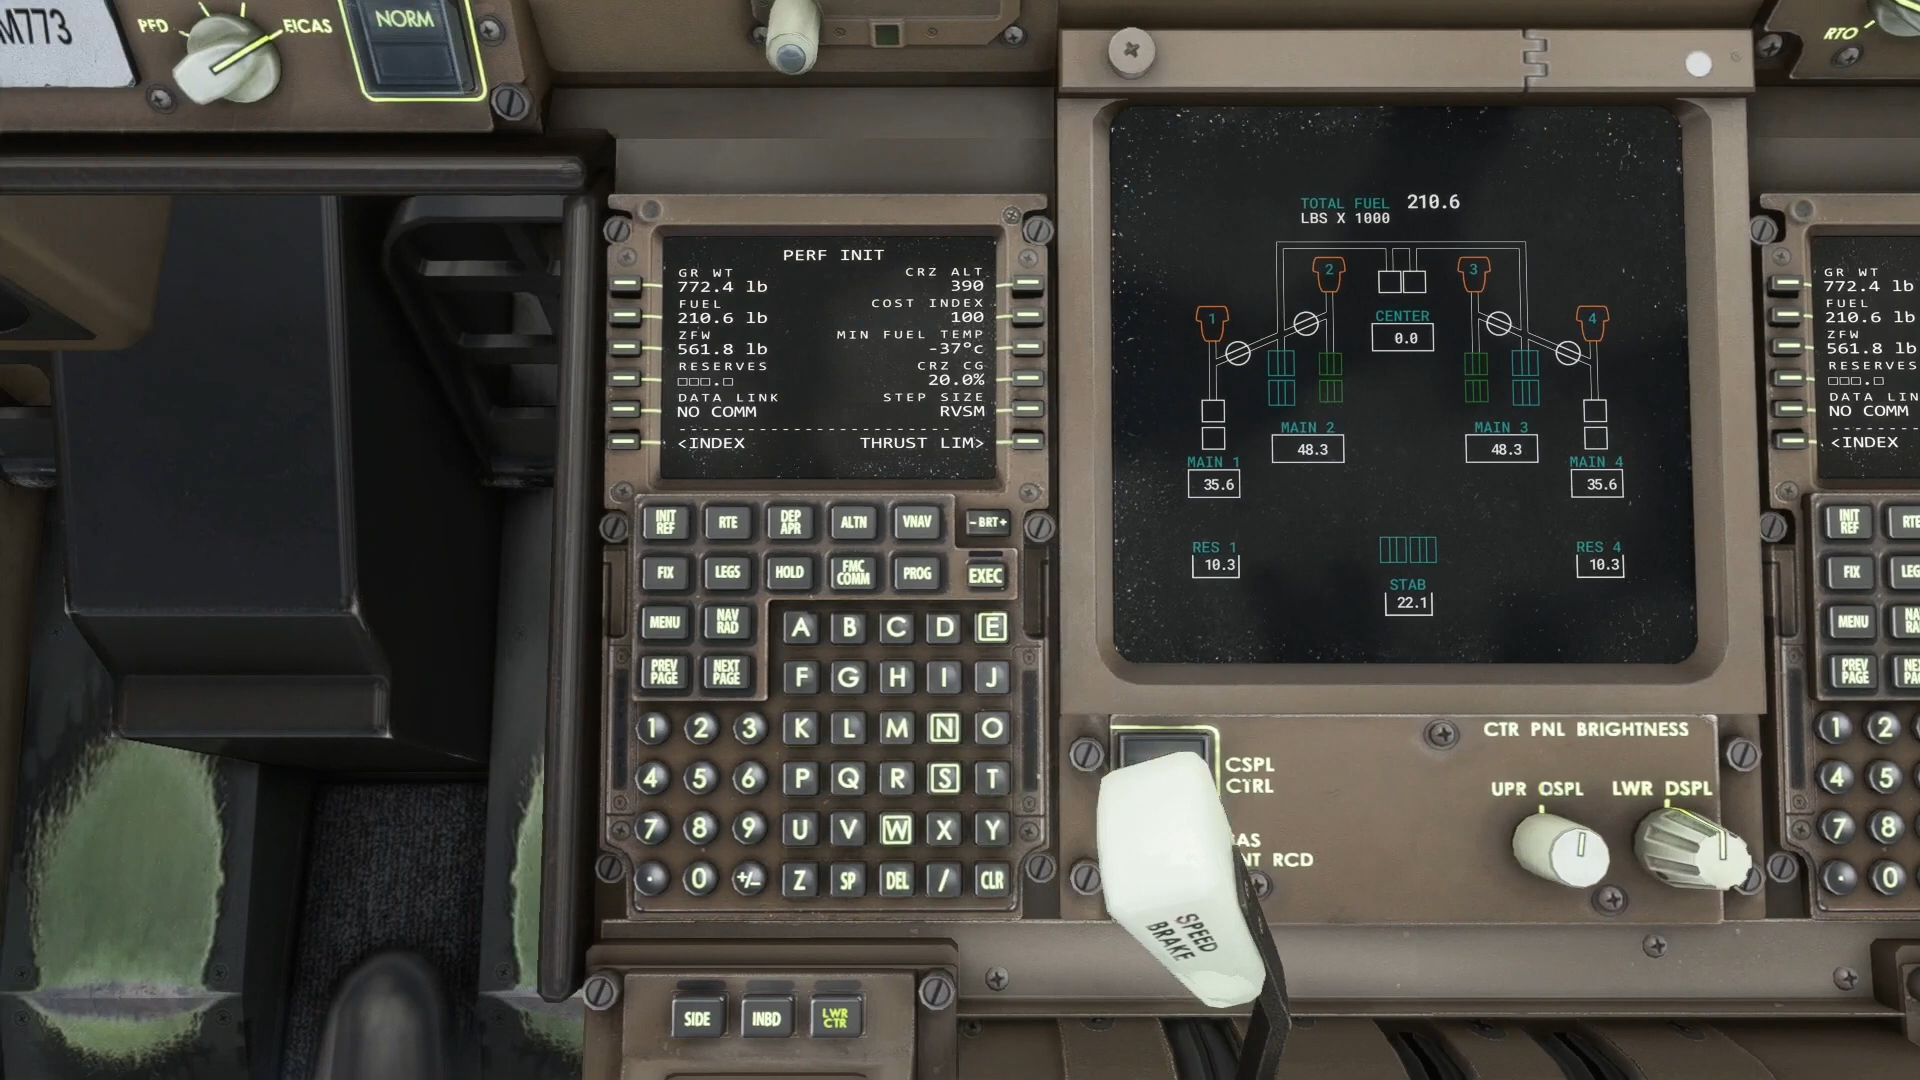 M773
PFD
EICAS
NORM
RTO
PERF INIT
GR WT CRZ ALT
772.4 lb 390
FUEL COST INDEX
210.6 lb 100
ZFW MIN FUEL TEMP
561.8 lb -37°c
RESERVES CRZ CG
□□□.□ 20.0%
DATA LINK STEP SIZE
NO COMM RVSM
--------------------------
<INDEX THRUST LIM>
INIT REF RTE DEP APR ALTN VNAV -BRT+
FIX LEGS HOLD FMC COMM PROG EXEC
MENU NAV RAD
PREV PAGE NEXT PAGE
A B C D E
F G H I J
1 2 3 K L M N O
4 5 6 P Q R S T
7 8 9 U V W X Y
. 0 +/- Z SP DEL / CLR
SIDE INBD LWR CTR
TOTAL FUEL 210.6
LBS X 1000
1 2 3 4
CENTER
0.0
MAIN 2 MAIN 3
48.3 48.3
MAIN 1 MAIN 4
35.6 35.6
RES 1 RES 4
10.3 10.3
STAB
22.1
CTR PNL BRIGHTNESS
CSPL
CTRL
UPR DSPL LWR DSPL
RCD
SPEED
BRAKE
GR WT
772.4 lb
FUEL
210.6 lb
ZFW
561.8 lb
RESERVES
□□□.□
DATA LIN
NO COMM
<INDEX
INIT REF RTE
FIX LEG
MENU NA
PREV PAGE NE
1 2
4 5
7 8
. 0